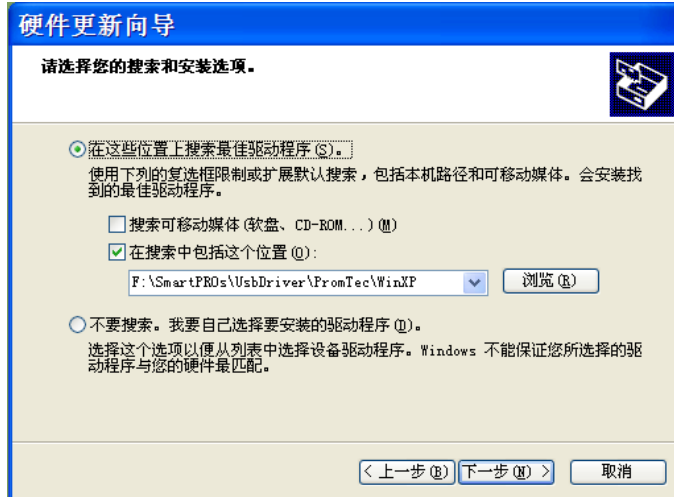 硬件更新向导
请选择您的搜索和安装选项。
在这些位置上搜索最佳驱动程序(S)。
使用下列的复选框限制或扩展默认搜索，包括本机路径和可移动媒体。会安装找
到的最佳驱动程序。
搜索可移动媒体(软盘、CD-ROM...)(M)
在搜索中包括这个位置(O):
F:\SmartPROs\UsbDriver\PromTec\WinXP
浏览(R)
不要搜索。我要自己选择要安装的驱动程序(D)。
选择这个选项以便从列表中选择设备驱动程序。Windows 不能保证您所选择的驱
动程序与您的硬件最匹配。
< 上一步(B) 下一步(N) > 取消